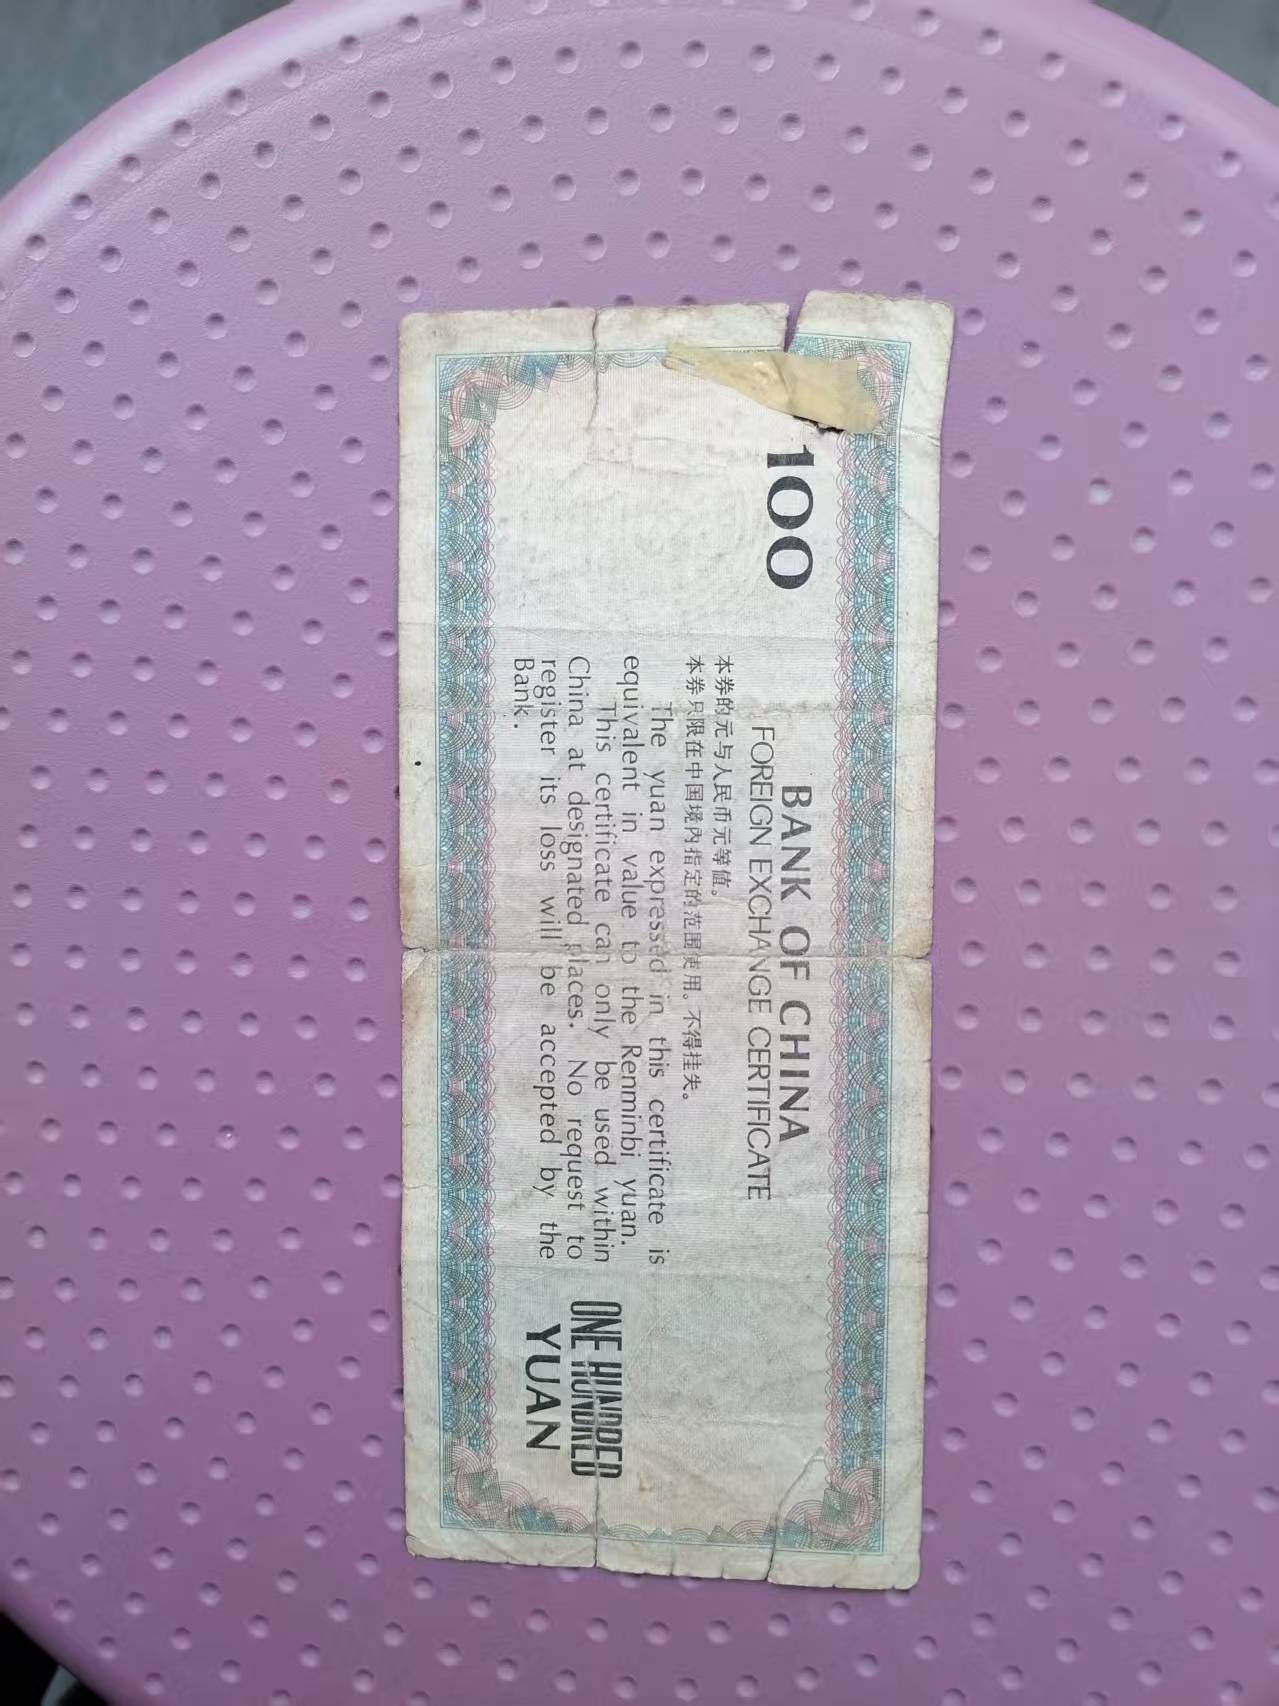 100
BANK OF CHINA
FOREIGN EXCHANGE CERTIFICATE
本券的元与人民币元等值。
本券只限在中国境内指定的范围使用。不得挂失。
The yuan expressed in this certificate is
equivalent in value to the Renminbi yuan.
This certificate can only be used within
China at designated places. No request to
register its loss will be accepted by the
Bank.
ONE HUNDRED
YUAN